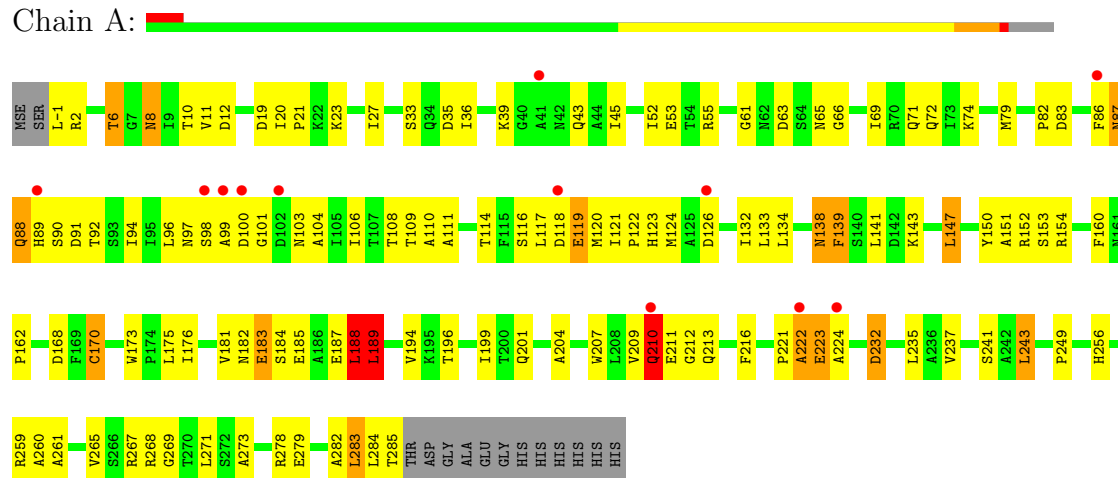 Chain A:
MSE SER L-1 R2 T6 G7 N8 I9 T10 V11 D12 D19 I20 P21 K22 K23 I27 S33 Q34 D35 I36 K39 G40 A41 N42 Q43 A44 I45 I52 E53 T54 R55 G61 N62 D63 S64 N65 G66 I69 R70 Q71 Q72 I73 K74 M79 P82 D83 F86 N87
Q88 H89 S90 D91 T92 S93 I94 I95 L96 N97 S98 A99 D100 G101 D102 N103 A104 I105 I106 T107 T108 T109 A110 A111 T114 F115 S116 L117 D118 E119 M120 I121 P122 H123 M124 A125 D126 I132 L133 L134 N138 F139 S140 L141 D142 K143 L147 Y150 A151 R152 S153 R154 F160 N161
P162 D168 F169 C170 W173 P174 L175 I176 V181 N182 E183 S184 E185 A186 E187 L188 L189 V194 K195 T196 I199 T200 Q201 A204 W207 L208 V209 Q210 E211 G212 Q213 F216 P221 A222 E223 A224 D232 L235 A236 V237 S241 A242 L243 P249 H256
R259 A260 A261 V265 S266 R267 R268 G269 T270 L271 S272 A273 R278 E279 A282 L283 L284 T285 THR ASP GLY ALA GLU GLY HIS HIS HIS HIS HIS HIS